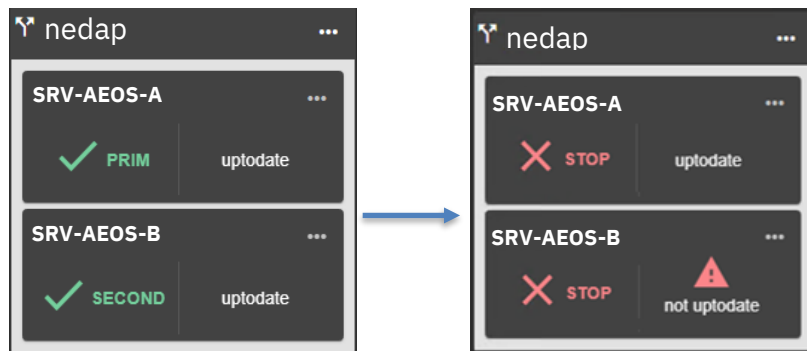 nedap ...
SRV-AEOS-A ...
PRIM uptodate
SRV-AEOS-B ...
SECOND uptodate
nedap ...
SRV-AEOS-A ...
STOP uptodate
SRV-AEOS-B ...
STOP not uptodate